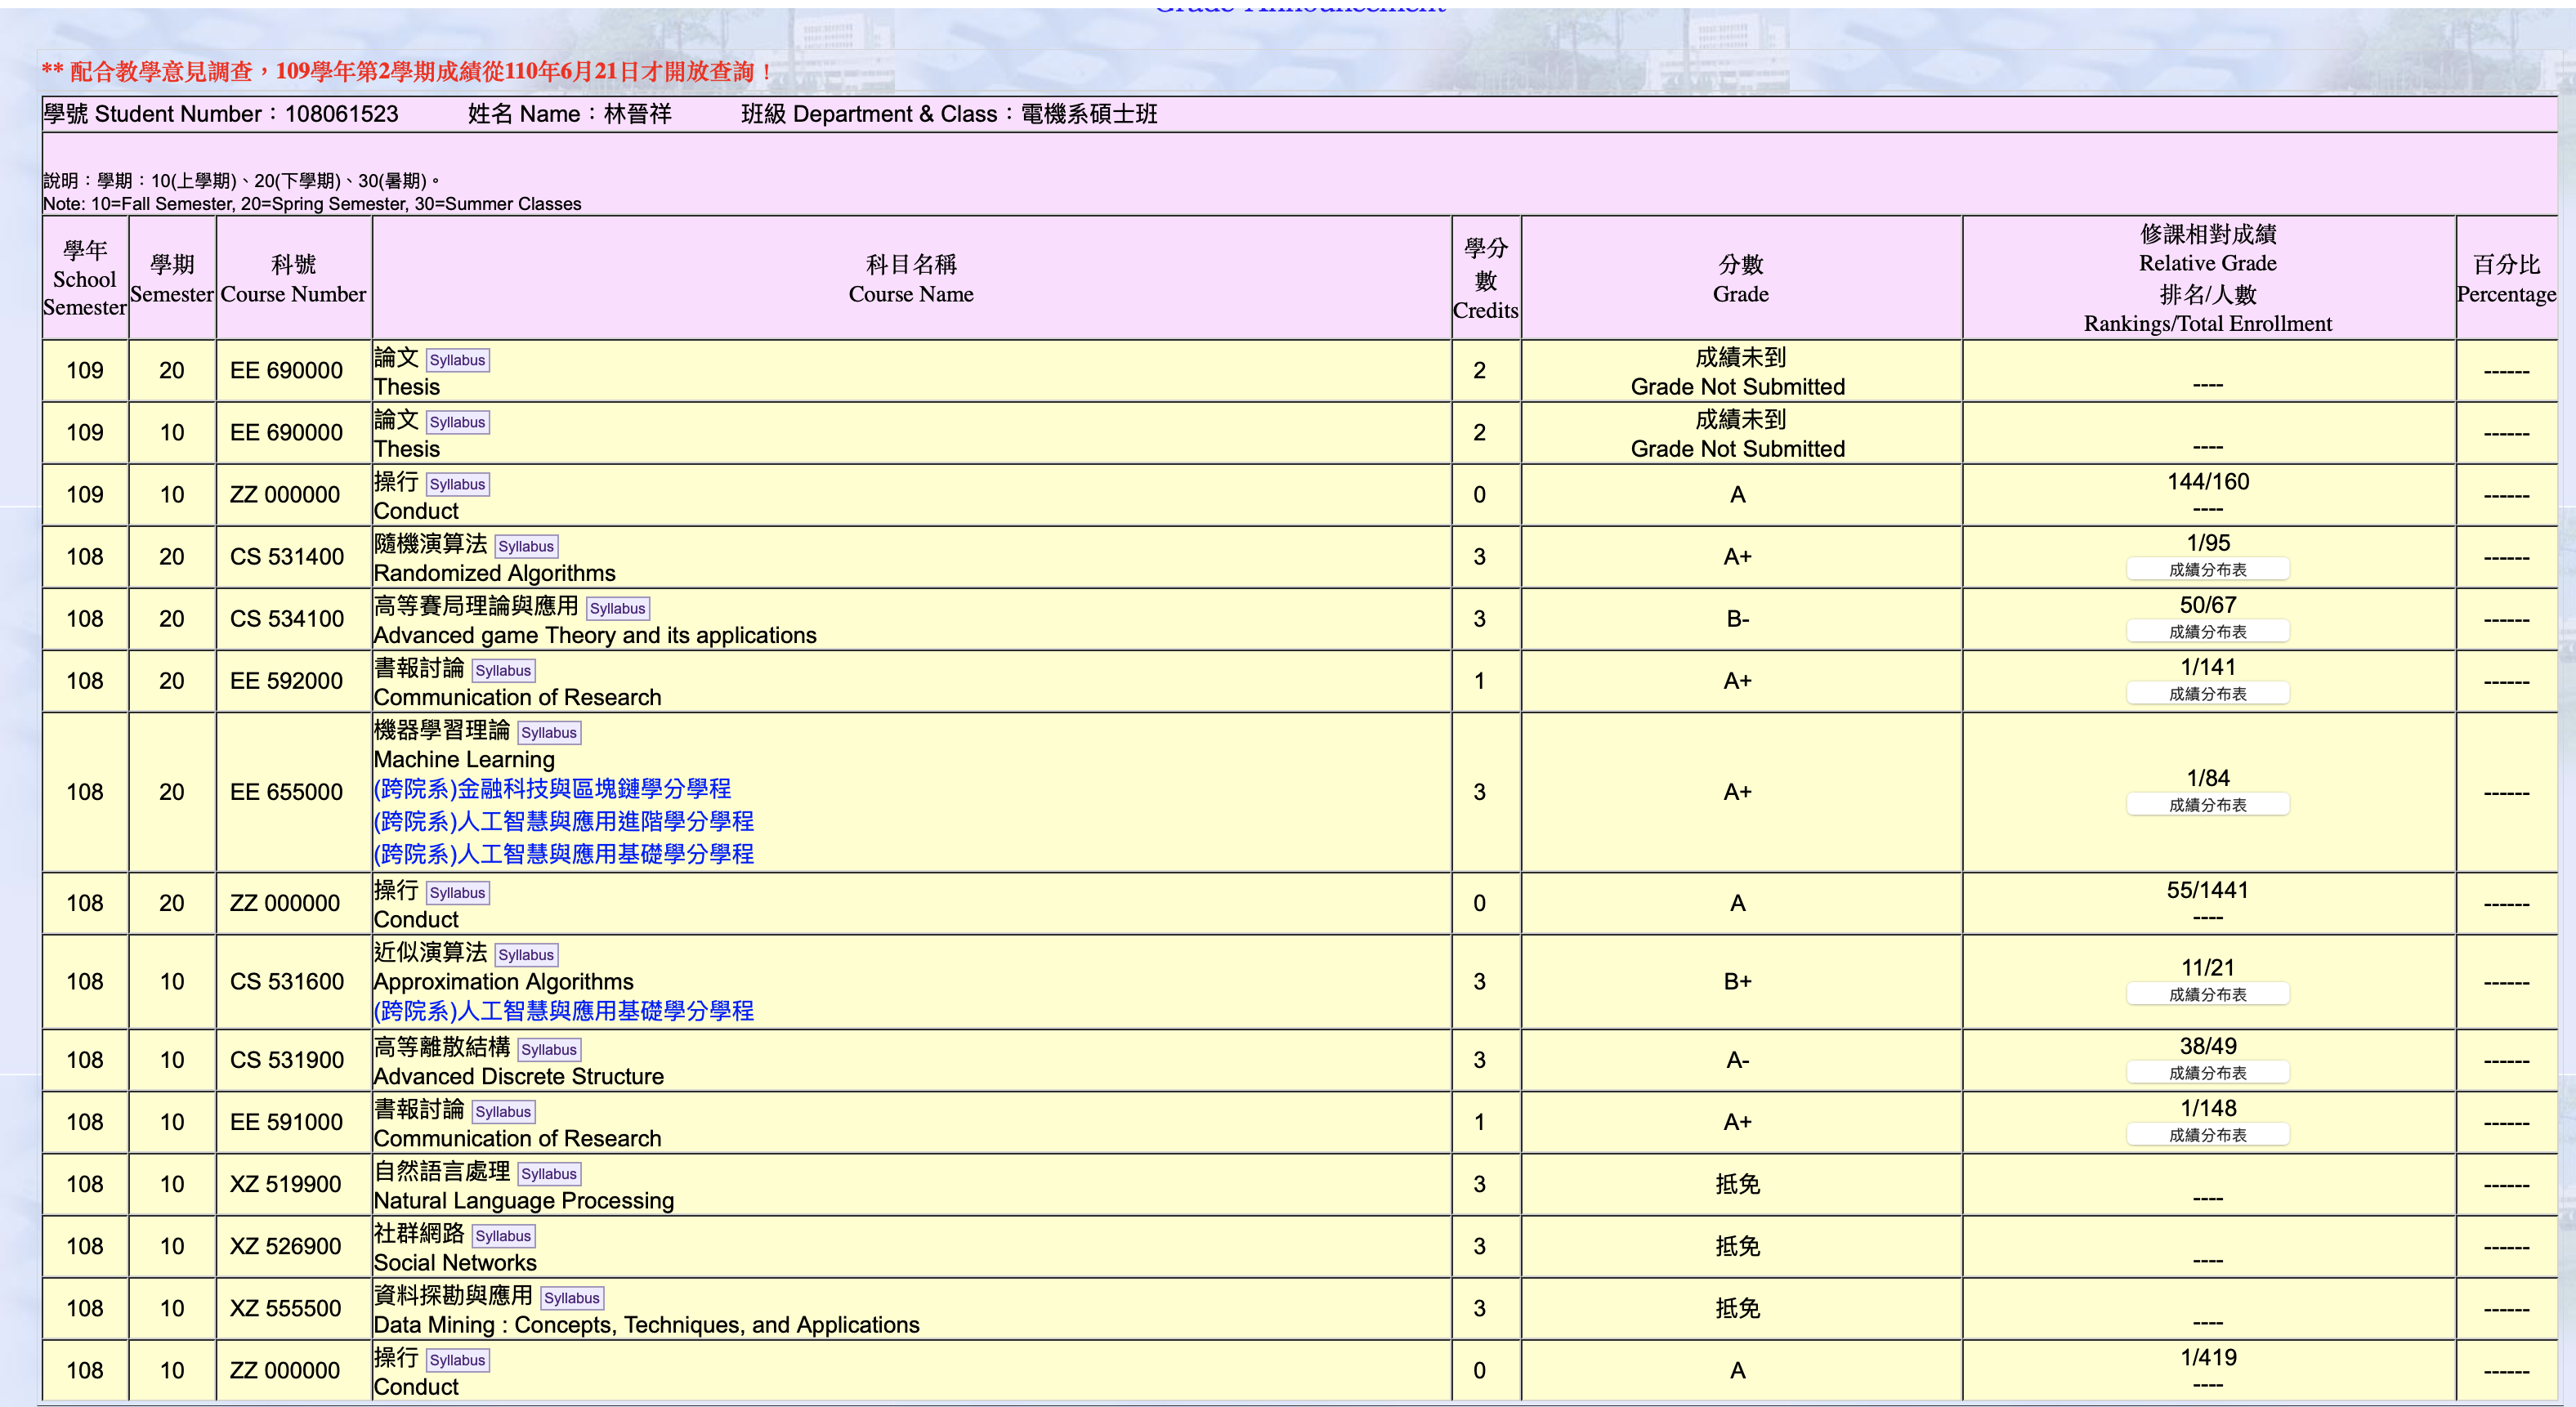 Grade Announcement
** 配合教學意見調查，109學年第2學期成績從110年6月21日才開放查詢！
學號 Student Number：108061523 姓名 Name：林晉祥 班級 Department & Class：電機系碩士班
說明：學期：10(上學期)、20(下學期)、30(暑期)。
Note: 10=Fall Semester, 20=Spring Semester, 30=Summer Classes
學年 School Semester 學期 Semester 科號 Course Number 科目名稱 Course Name 學分數 Credits 分數 Grade 修課相對成績 Relative Grade 排名/人數 Rankings/Total Enrollment 百分比 Percentage
109 20 EE 690000 論文 Syllabus Thesis 2 成績未到 Grade Not Submitted ---- ------
109 10 EE 690000 論文 Syllabus Thesis 2 成績未到 Grade Not Submitted ---- ------
109 10 ZZ 000000 操行 Syllabus Conduct 0 A 144/160 ---- ------
108 20 CS 531400 隨機演算法 Syllabus Randomized Algorithms 3 A+ 1/95 成績分布表 ------
108 20 CS 534100 高等賽局理論與應用 Syllabus Advanced game Theory and its applications 3 B- 50/67 成績分布表 ------
108 20 EE 592000 書報討論 Syllabus Communication of Research 1 A+ 1/141 成績分布表 ------
108 20 EE 655000 機器學習理論 Syllabus Machine Learning (跨院系)金融科技與區塊鏈學分學程 (跨院系)人工智慧與應用進階學分學程 (跨院系)人工智慧與應用基礎學分學程 3 A+ 1/84 成績分布表 ------
108 20 ZZ 000000 操行 Syllabus Conduct 0 A 55/1441 ---- ------
108 10 CS 531600 近似演算法 Syllabus Approximation Algorithms (跨院系)人工智慧與應用基礎學分學程 3 B+ 11/21 成績分布表 ------
108 10 CS 531900 高等離散結構 Syllabus Advanced Discrete Structure 3 A- 38/49 成績分布表 ------
108 10 EE 591000 書報討論 Syllabus Communication of Research 1 A+ 1/148 成績分布表 ------
108 10 XZ 519900 自然語言處理 Syllabus Natural Language Processing 3 抵免 ---- ------
108 10 XZ 526900 社群網路 Syllabus Social Networks 3 抵免 ---- ------
108 10 XZ 555500 資料探勘與應用 Syllabus Data Mining : Concepts, Techniques, and Applications 3 抵免 ---- ------
108 10 ZZ 000000 操行 Syllabus Conduct 0 A 1/419 ---- ------